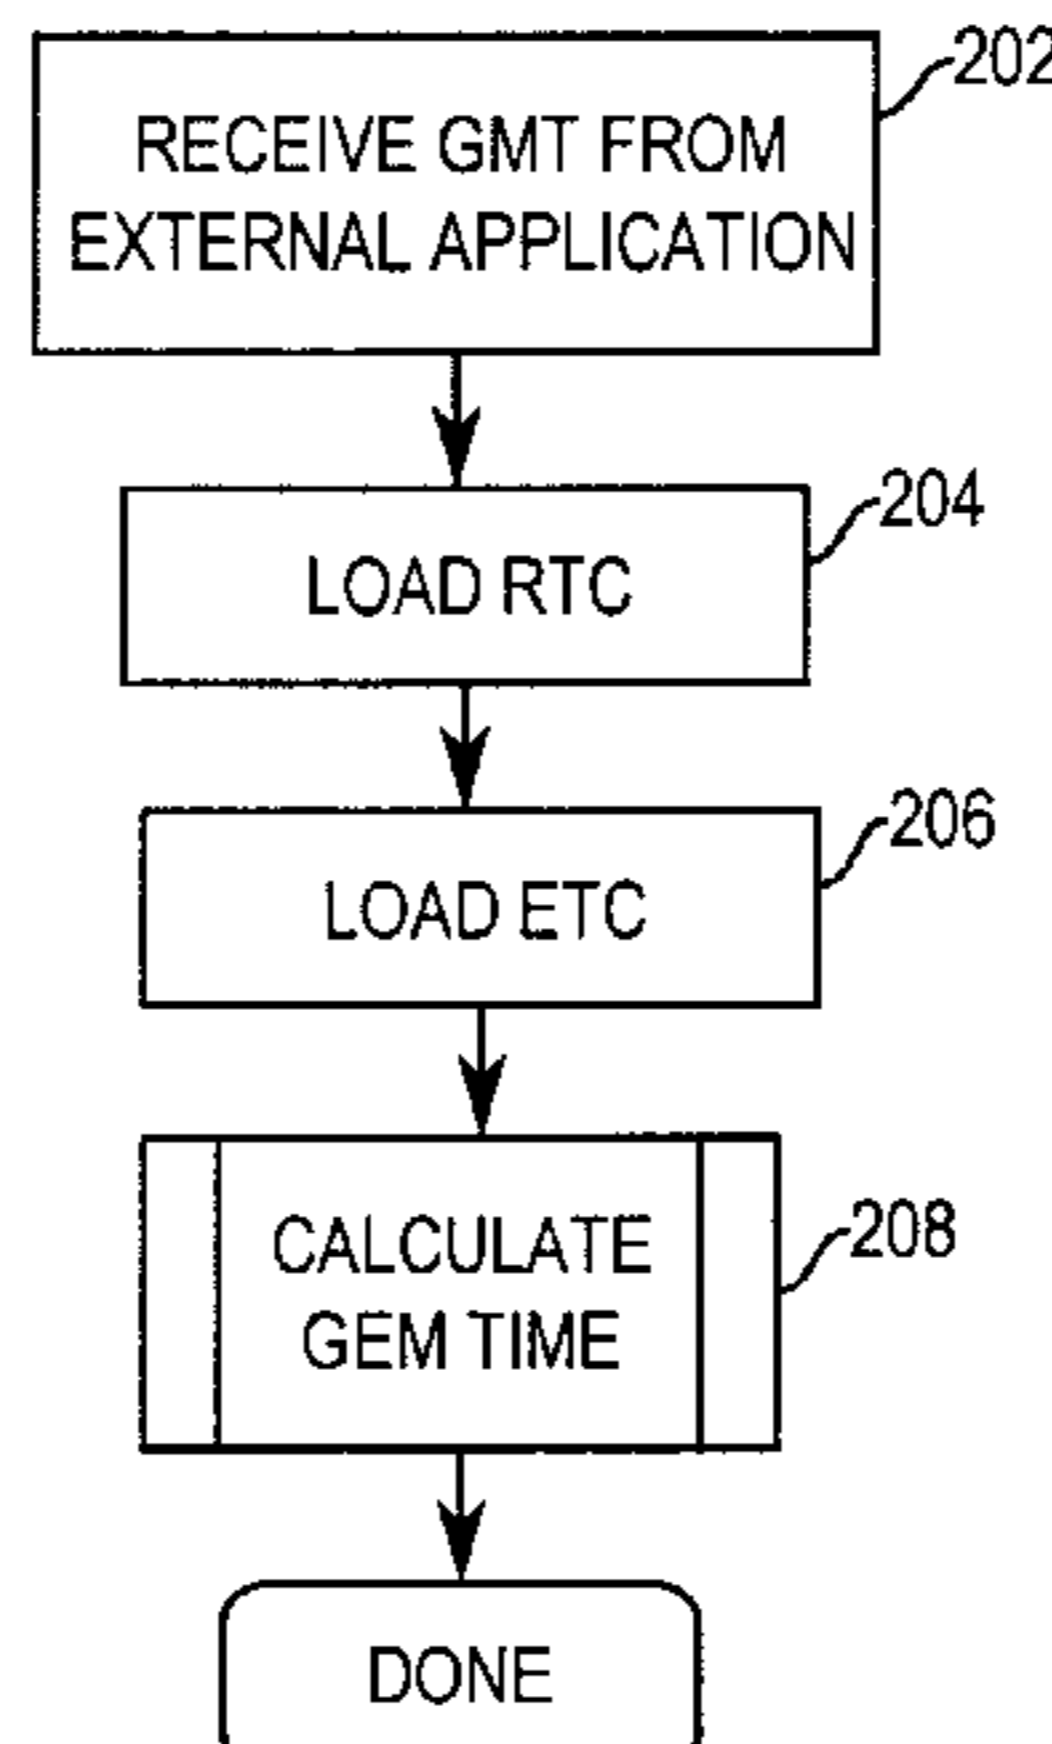 202
RECEIVE GMT FROM
EXTERNAL APPLICATION
204
LOAD RTC
206
LOAD ETC
208
CALCULATE
GEM TIME
DONE